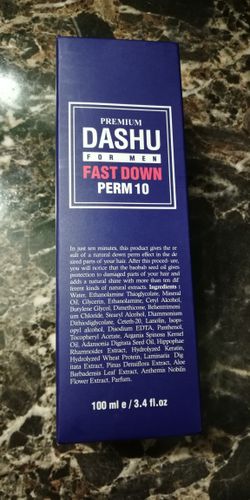 PREMIUM
DASHU
FOR MEN
FAST DOWN
PERM 10
In just ten minutes, this product gives the re
sult of a natural down perm effect in the de
sired parts of your hair. After this proced- ure,
you will notice that the baobab seed oil gives
protection to damaged parts of your hair and
adds a natural shine with more than ten dif
ferent kinds of natural extracts. Ingredients :
Water, Ethanolamine Thioglycolate, Mineral
Oil, Glycerin, Ethanolamine, Cetyl Alcohol,
Butylene Glycol, Dimethicone, Behentrimoni
um Chloride, Stearyl Alcohol, Diammonium
Dithiodiglycolate, Ceteth-20, Lanolin, Isopr
opyl alcohol, Disodium EDTA, Panthenol,
Tocopheryl Acetate, Argania Spinosa Kernel
Oil, Adansonia Digitata Seed Oil, Hippophae
Rhamnoides Extract, Hydrolyzed Keratin,
Hydrolyzed Wheat Protein, Laminaria Dig
itata Extract, Pinus Densiflora Extract, Aloe
Barbadensis Leaf Extract, Anthemis Nobilis
Flower Extract, Parfum.
100 ml e / 3.4 fl.oz